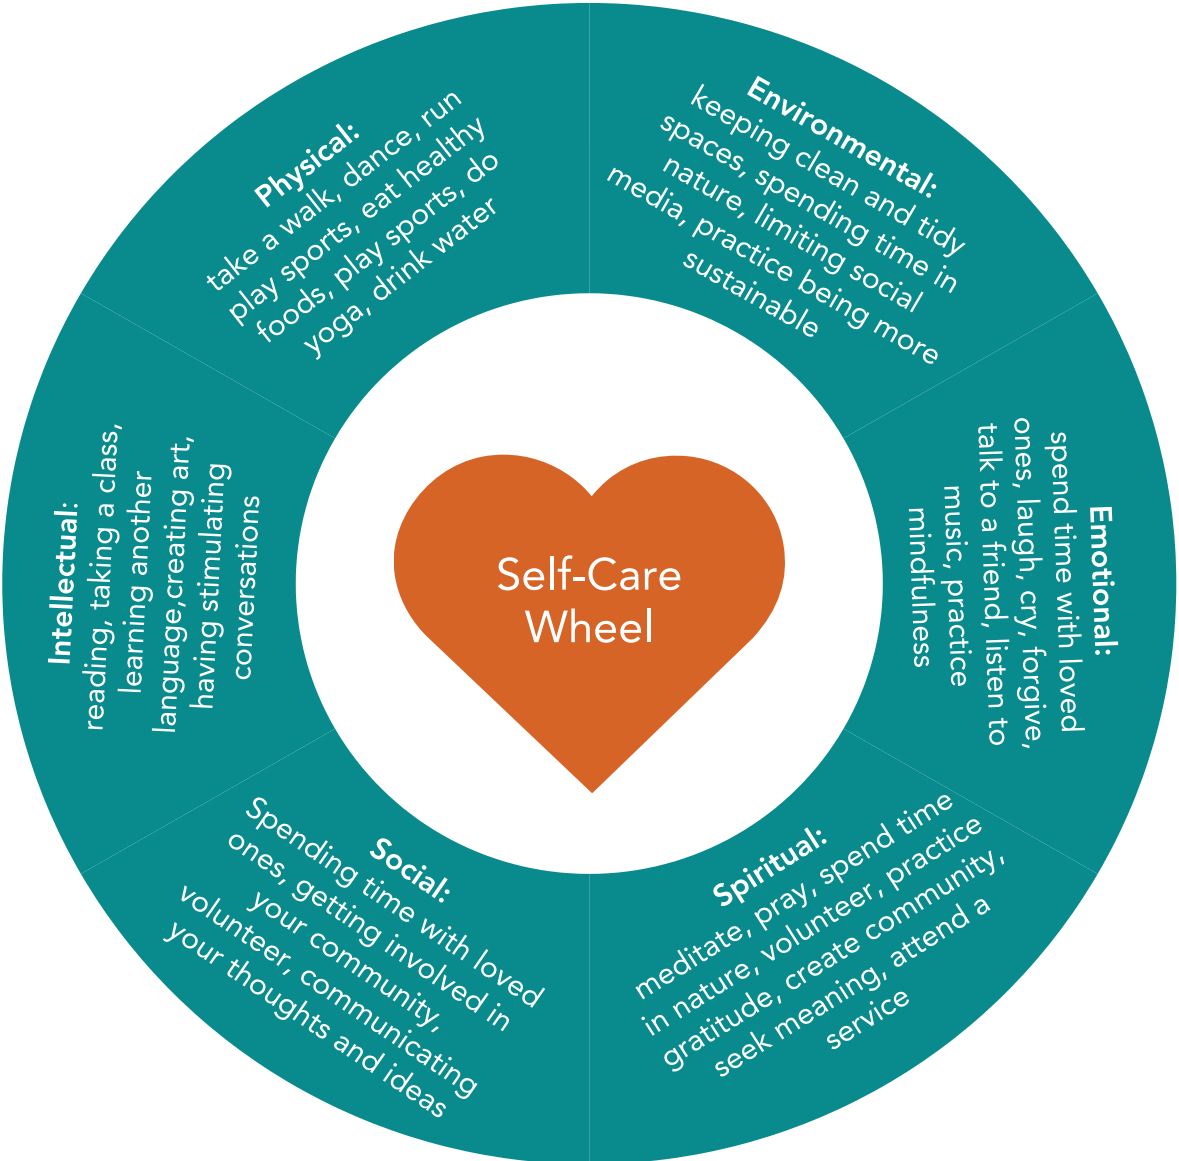 Self-Care
Wheel
Environmental:
keeping clean and tidy
spaces, spending time in
nature, limiting social
media, practice being more
sustainable
Emotional:
spend time with loved
ones, laugh, cry, forgive,
talk to a friend, listen to
music, practice
mindfulness
Spiritual:
meditate, pray, spend time
in nature, volunteer, practice
gratitude, create community,
seek meaning, attend a
service
Social:
Spending time with loved
ones, getting involved in
your community,
volunteer, communicating
your thoughts and ideas
Intellectual:
reading, taking a class,
learning another
language,creating art,
having stimulating
conversations
Physical:
take a walk, dance, run
play sports, eat healthy
foods, play sports, do
yoga, drink water